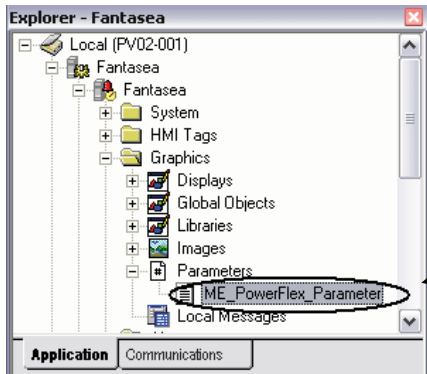 Explorer - Fantasea
Local (PV02-001)
Fantasea
Fantasea
System
HMI Tags
Graphics
Displays
Global Objects
Libraries
Images
Parameters
ME_PowerFlex_Parameter
Local Messages
Application Communications